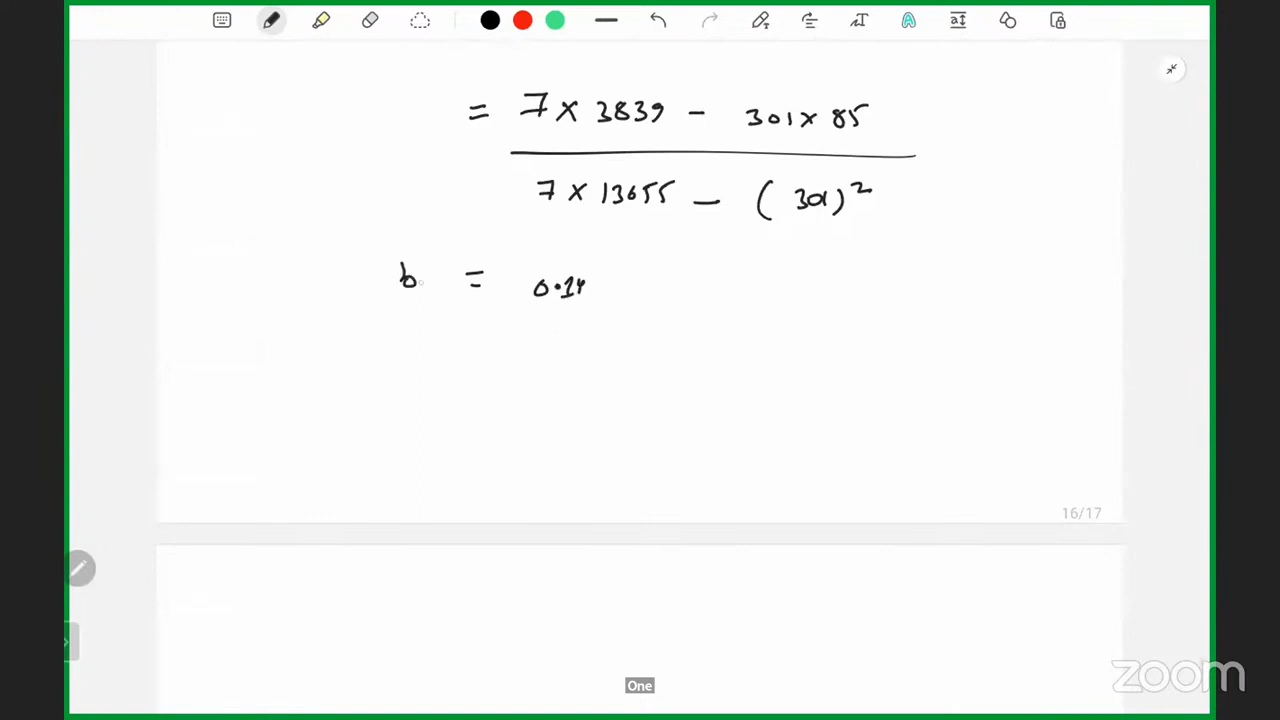 = 7 × 3839 - 301 × 85
7 × 13655 - (301)²
b = 0.14
16/17
One
zoom